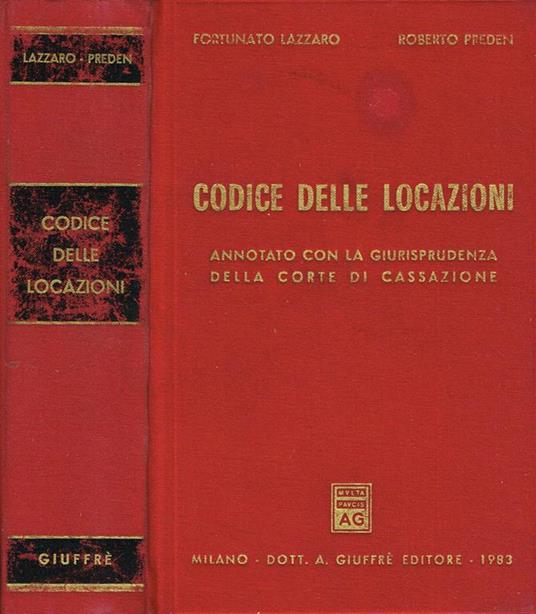 LAZZARO - PREDEN
CODICE
DELLE
LOCAZIONI
GIUFFRÈ
FORTUNATO LAZZARO ROBERTO PREDEN
CODICE DELLE LOCAZIONI
ANNOTATO CON LA GIURISPRUDENZA
DELLA CORTE DI CASSAZIONE
MVLTA
PAVCIS
AG
MILANO - DOTT. A. GIUFFRÈ EDITORE - 1983